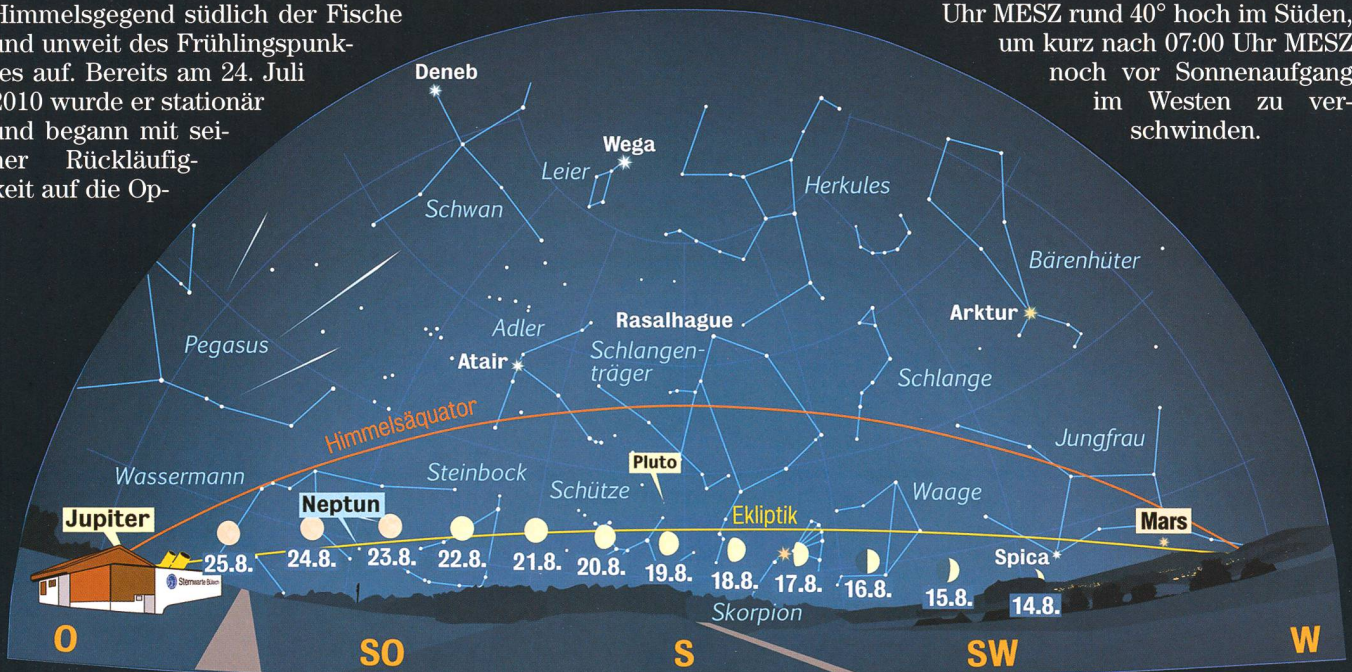 Himmelsgegend südlich der Fische
und unweit des Frühlingspunk-
es auf. Bereits am 24. Juli
2010 wurde er stationär
und begann mit sei-
ner Rückläufig-
keit auf die Op-
Uhr MESZ rund 40° hoch im Süden,
um kurz nach 07:00 Uhr MESZ
noch vor Sonnenaufgang
im Westen zu ver-
schwinden.
Deneb
Wega
Leier
Schwan
Herkules
Bärenhüter
Arktur
Pegasus
Adler
Atair
Rasalhague
Schlangen-
träger
Schlange
Himmelsäquator
Jungfrau
Wassermann
Steinbock
Schütze
Pluto
Waage
Neptun
Jupiter
Ekliptik
Mars
Spica
25.8.
24.8.
23.8.
22.8.
21.8.
20.8.
19.8.
18.8.
17.8.
16.8.
15.8.
14.8.
Sternwarte Bülach
Skorpion
O
SO
S
SW
W